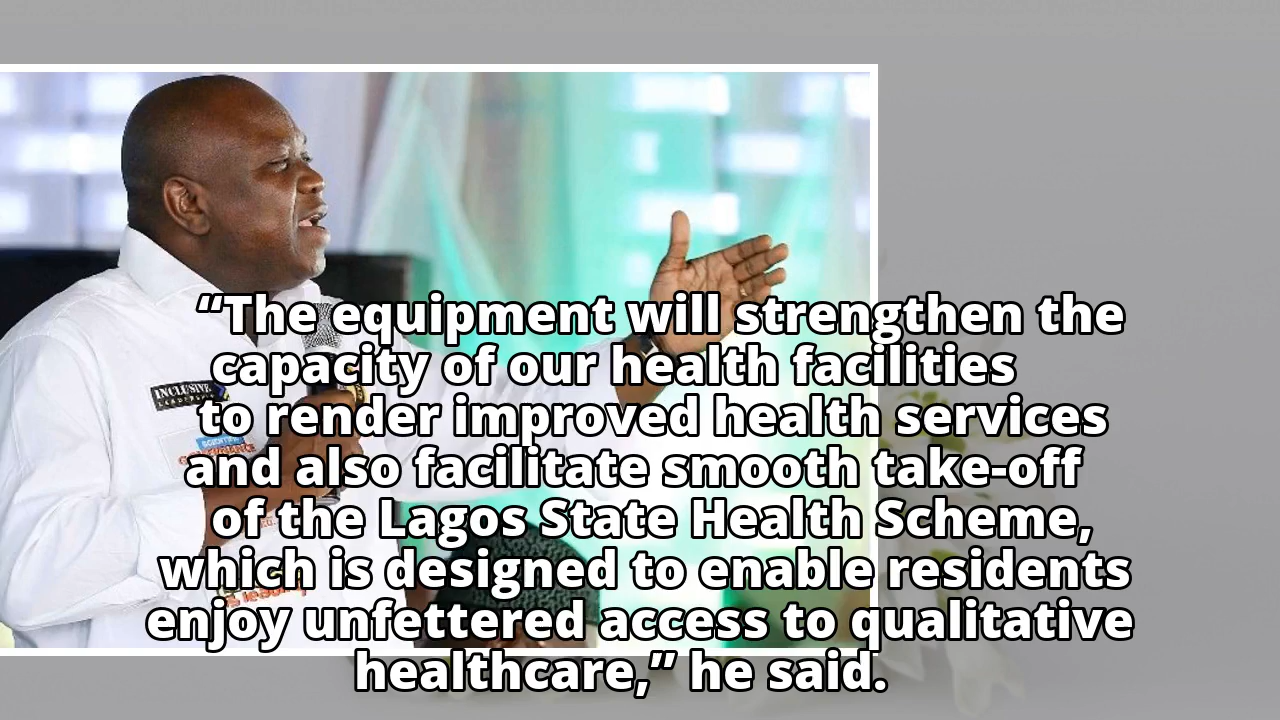 “The equipment will strengthen the
capacity of our health facilities
to render improved health services
and also facilitate smooth take-off
of the Lagos State Health Scheme,
which is designed to enable residents
enjoy unfettered access to qualitative
healthcare,” he said.
INCLUSIVE